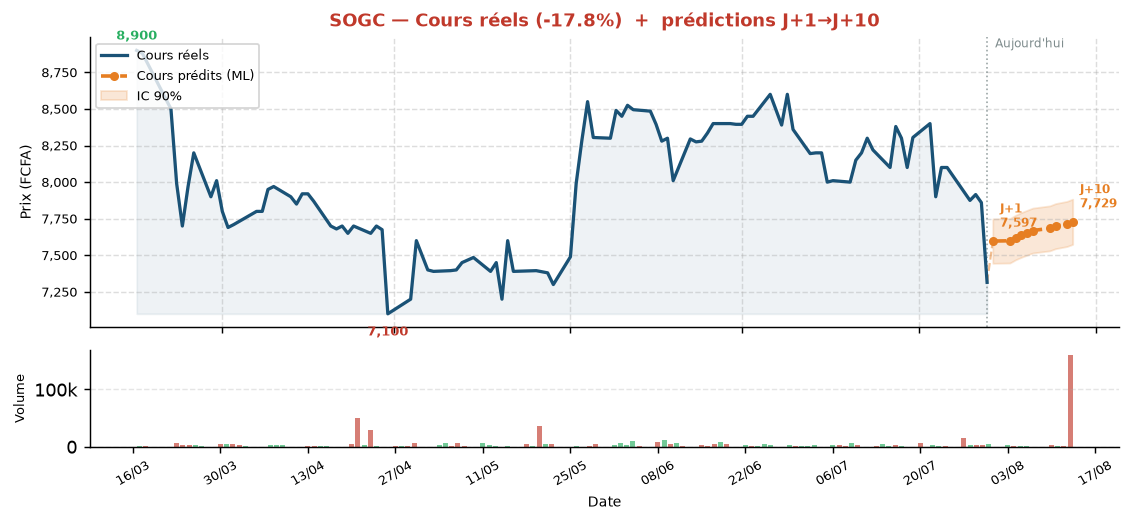 SOGC — Cours réels (-17.8%)  +  prédictions J+1→J+10
8,900
Aujourd'hui
Cours réels
Cours prédits (ML)
IC 90%
Prix (FCFA)
8,750
8,500
8,250
8,000
7,750
7,500
7,250
J+1
7,597
J+10
7,729
7,100
Volume
100k
0
16/03
30/03
13/04
27/04
11/05
25/05
08/06
22/06
06/07
20/07
03/08
17/08
Date